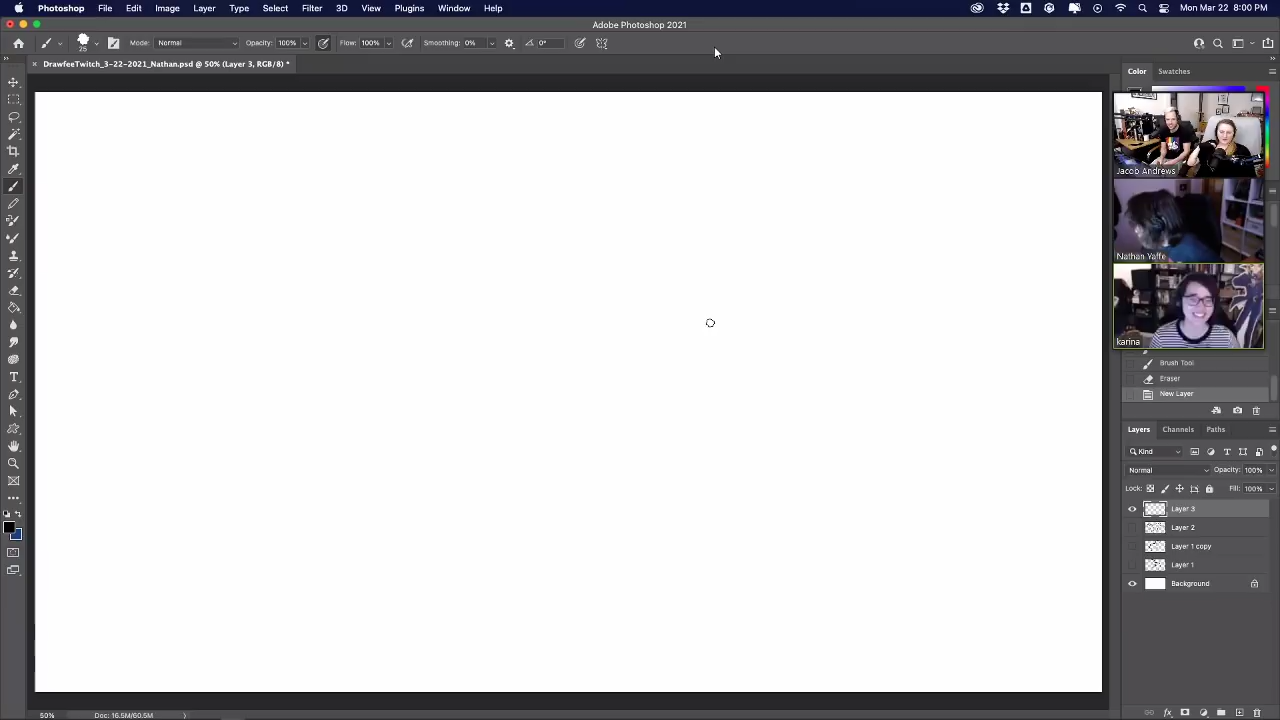 Photoshop File Edit Image Layer Type Select Filter 3D View Plugins Window Help Mon Mar 22 8:00 PM
Adobe Photoshop 2021
25 Mode: Normal Opacity: 100% Flow: 100% Smoothing: 0% 0°
DrawfeeTwitch_3-22-2021_Nathan.psd @ 50% (Layer 3, RGB/8) *
Color Swatches
Jacob Andrews
Nathan Yaffe
karina
Brush Tool
Eraser
New Layer
Layers Channels Paths
Kind
Normal Opacity: 100%
Lock: Fill: 100%
Layer 3
Layer 2
Layer 1 copy
Layer 1
Background
50% Doc: 16.5M/60.5M